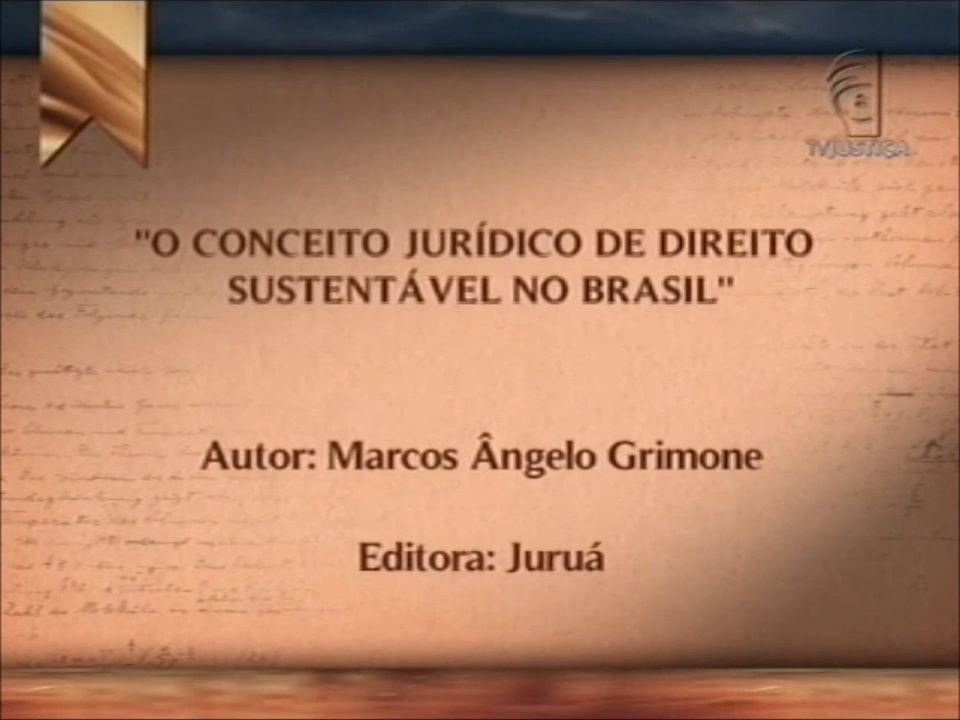 TVJUSTIÇA
"O CONCEITO JURÍDICO DE DIREITO
SUSTENTÁVEL NO BRASIL"
Autor: Marcos Ângelo Grimone
Editora: Juruá